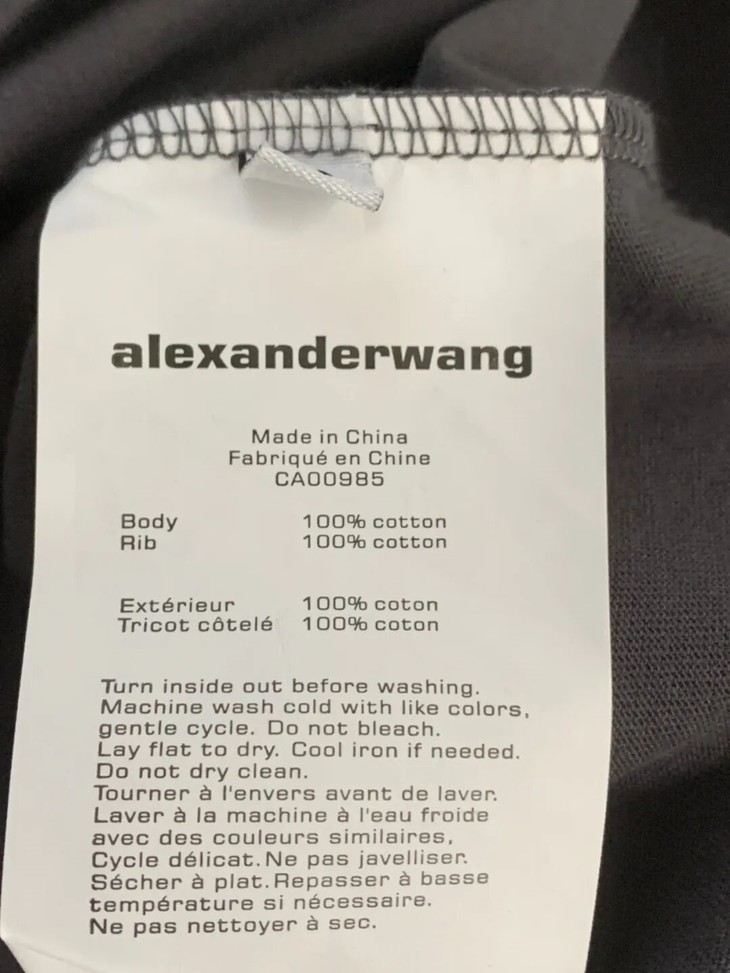 alexanderwang
Made in China
Fabriqué en Chine
CA00985
Body 100% cotton
Rib 100% cotton
Extérieur 100% coton
Tricot côtelé 100% coton
Turn inside out before washing.
Machine wash cold with like colors,
gentle cycle. Do not bleach.
Lay flat to dry. Cool iron if needed.
Do not dry clean.
Tourner à l'envers avant de laver.
Laver à la machine à l'eau froide
avec des couleurs similaires,
Cycle délicat. Ne pas javelliser.
Sécher à plat. Repasser à basse
température si nécessaire.
Ne pas nettoyer à sec.